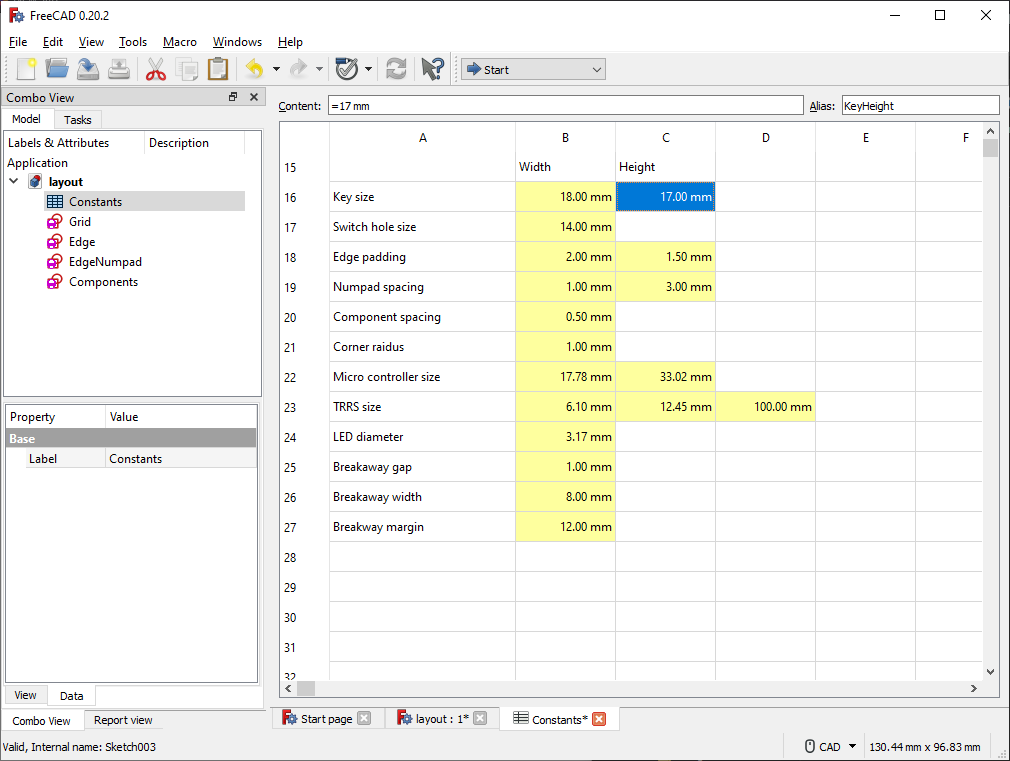 FreeCAD 0.20.2
File Edit View Tools Macro Windows Help
Start
Combo View
Content: =17 mm Alias: KeyHeight
Model Tasks
Labels & Attributes Description
Application
layout
Constants
Grid
Edge
EdgeNumpad
Components
A B C D E F
15 Width Height
16 Key size 18.00 mm 17.00 mm
17 Switch hole size 14.00 mm
18 Edge padding 2.00 mm 1.50 mm
19 Numpad spacing 1.00 mm 3.00 mm
20 Component spacing 0.50 mm
21 Corner raidus 1.00 mm
22 Micro controller size 17.78 mm 33.02 mm
23 TRRS size 6.10 mm 12.45 mm 100.00 mm
24 LED diameter 3.17 mm
25 Breakaway gap 1.00 mm
26 Breakaway width 8.00 mm
27 Breakway margin 12.00 mm
28
29
30
31
32
Property Value
Base
Label Constants
View Data
Combo View Report view
Start page layout : 1* Constants*
Valid, Internal name: Sketch003
CAD 130.44 mm x 96.83 mm